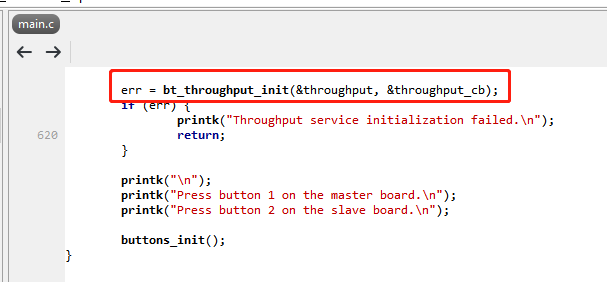 main.c
err = bt_throughput_init(&throughput, &throughput_cb);
if (err) {
printk("Throughput service initialization failed.\n");
620
return;
}
printk("\n");
printk("Press button 1 on the master board.\n");
printk("Press button 2 on the slave board.\n");
buttons_init();
}